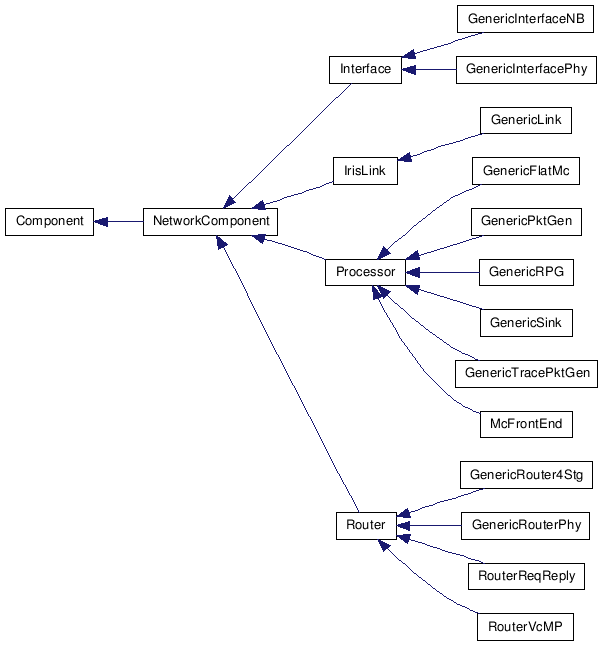 GenericInterfaceNB
Interface
GenericInterfacePhy
GenericLink
IrisLink
GenericFlatMc
Component
NetworkComponent
GenericPktGen
Processor
GenericRPG
GenericSink
GenericTracePktGen
McFrontEnd
GenericRouter4Stg
Router
GenericRouterPhy
RouterReqReply
RouterVcMP